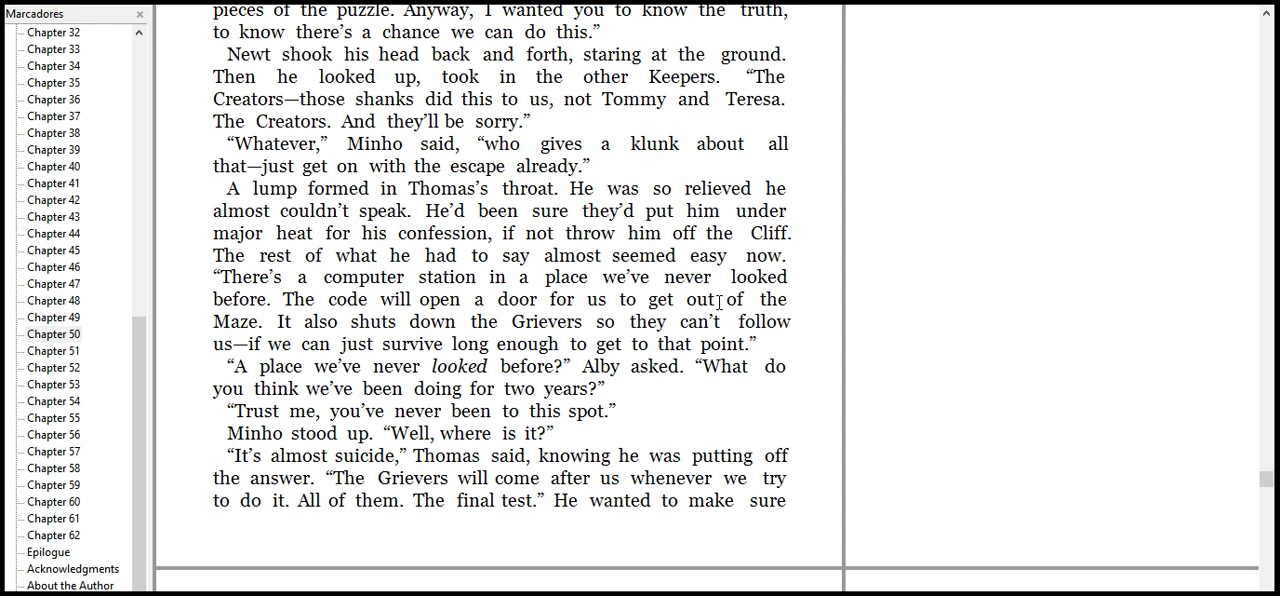 Marcadores
Chapter 32
Chapter 33
Chapter 34
Chapter 35
Chapter 36
Chapter 37
Chapter 38
Chapter 39
Chapter 40
Chapter 41
Chapter 42
Chapter 43
Chapter 44
Chapter 45
Chapter 46
Chapter 47
Chapter 48
Chapter 49
Chapter 50
Chapter 51
Chapter 52
Chapter 53
Chapter 54
Chapter 55
Chapter 56
Chapter 57
Chapter 58
Chapter 59
Chapter 60
Chapter 61
Chapter 62
Epilogue
Acknowledgments
About the Author
pieces of the puzzle. Anyway, I wanted you to know the truth,
to know there’s a chance we can do this.”
Newt shook his head back and forth, staring at the ground.
Then he looked up, took in the other Keepers. “The
Creators—those shanks did this to us, not Tommy and Teresa.
The Creators. And they’ll be sorry.”
“Whatever,” Minho said, “who gives a klunk about all
that—just get on with the escape already.”
A lump formed in Thomas’s throat. He was so relieved he
almost couldn’t speak. He’d been sure they’d put him under
major heat for his confession, if not throw him off the Cliff.
The rest of what he had to say almost seemed easy now.
“There’s a computer station in a place we’ve never looked
before. The code will open a door for us to get out of the
Maze. It also shuts down the Grievers so they can’t follow
us—if we can just survive long enough to get to that point.”
“A place we’ve never looked before?” Alby asked. “What do
you think we’ve been doing for two years?”
“Trust me, you’ve never been to this spot.”
Minho stood up. “Well, where is it?”
“It’s almost suicide,” Thomas said, knowing he was putting off
the answer. “The Grievers will come after us whenever we try
to do it. All of them. The final test.” He wanted to make sure